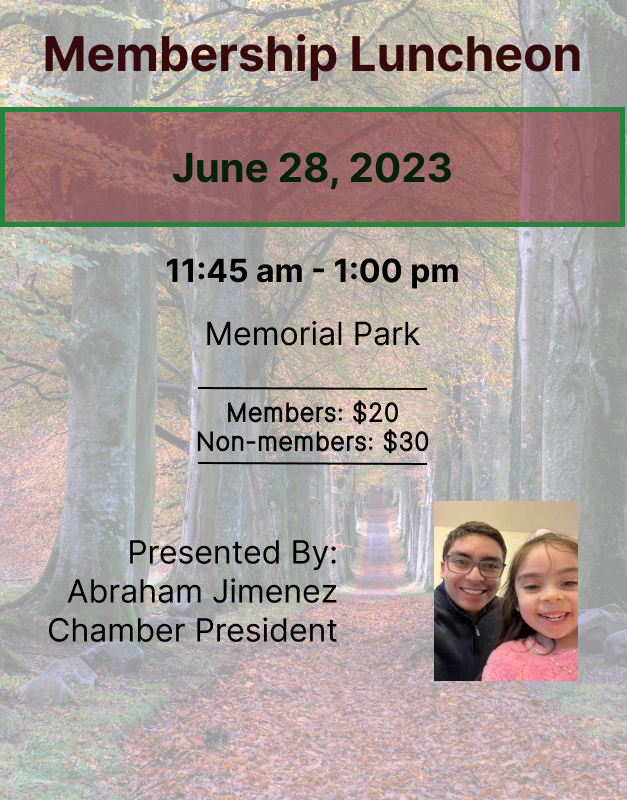 Membership Luncheon
June 28, 2023
11:45 am - 1:00 pm
Memorial Park
Members: $20
Non-members: $30
Presented By:
Abraham Jimenez
Chamber President